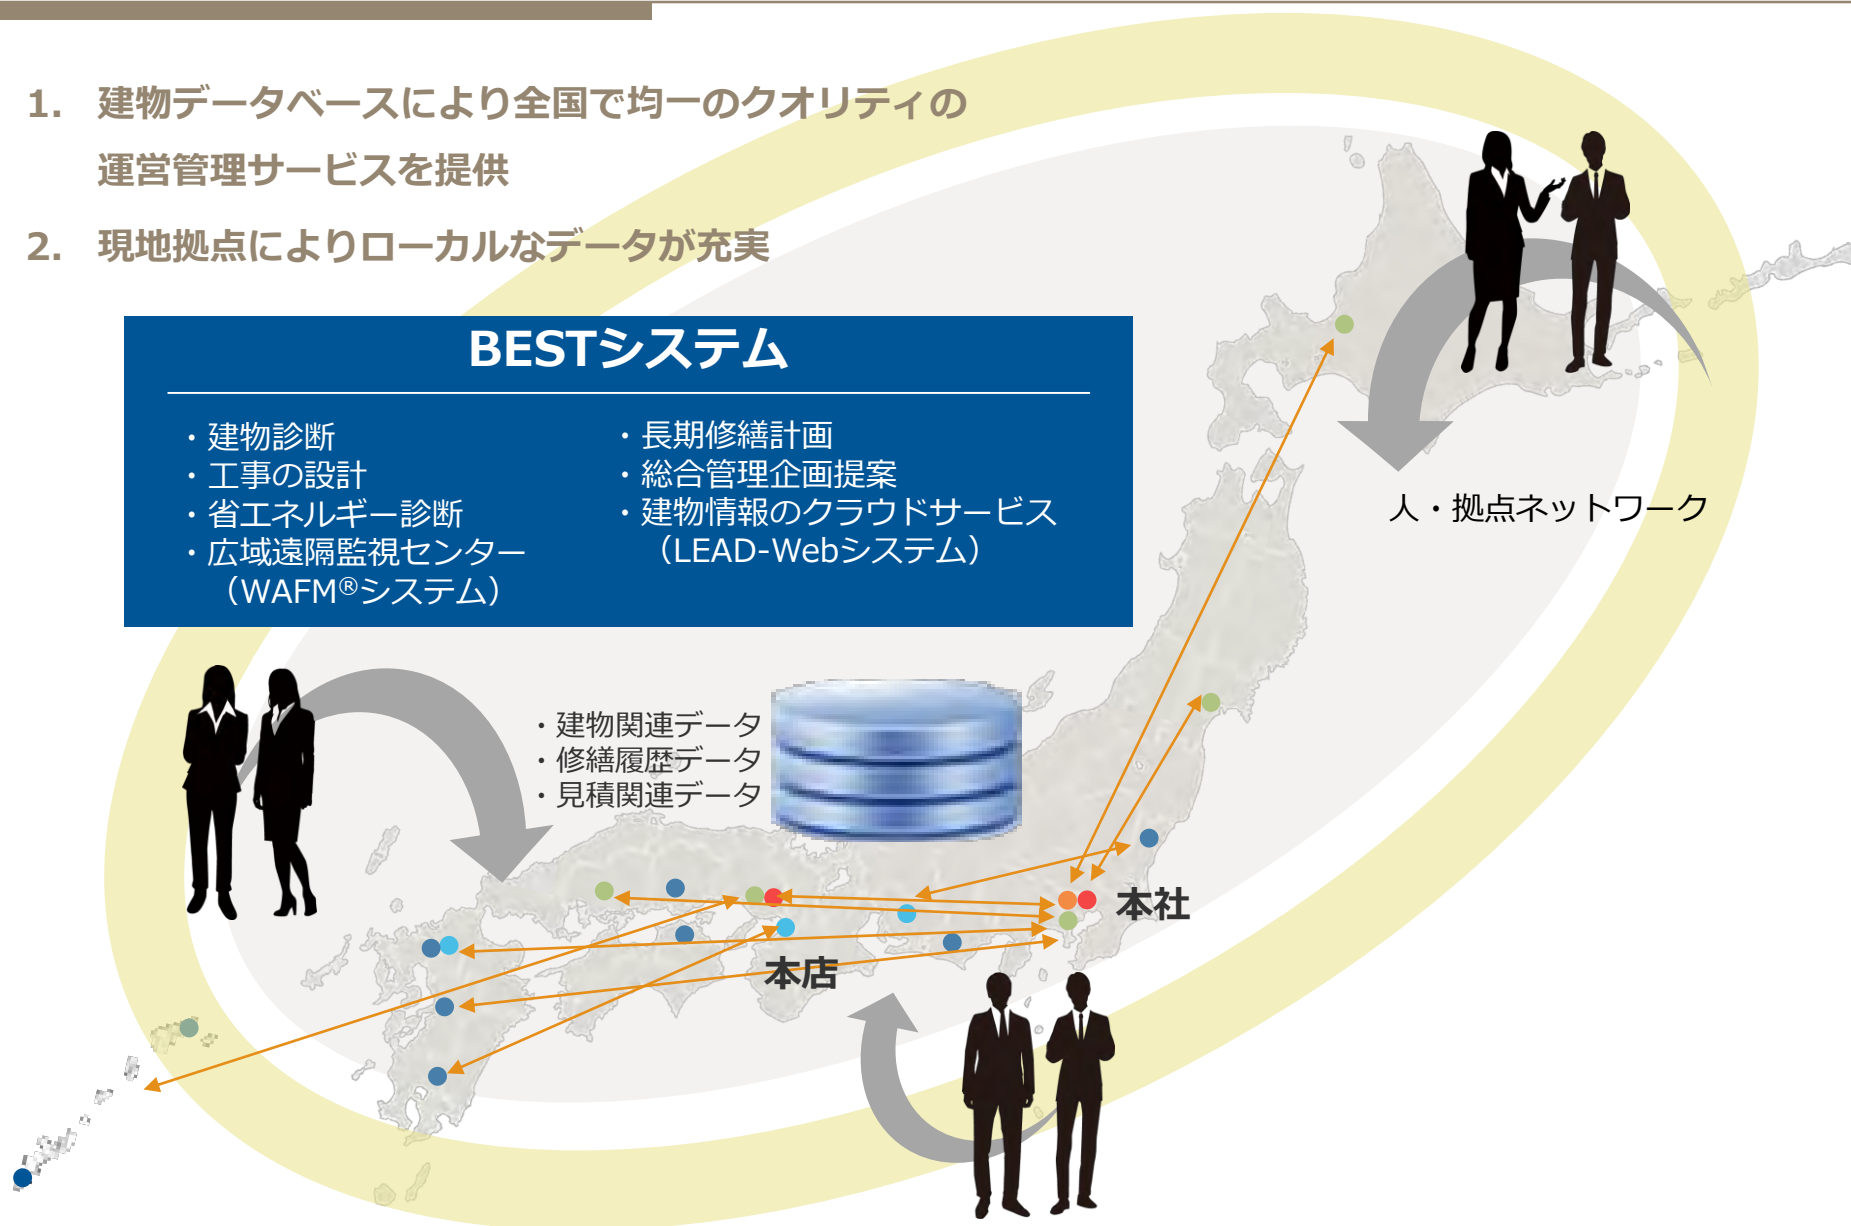 1. 建物データベースにより全国で均一のクオリティの
運営管理サービスを提供
2. 現地拠点によりローカルなデータが充実
BESTシステム
・建物診断
・工事の設計
・省エネルギー診断
・広域遠隔監視センター
（WAFM®システム）
・長期修繕計画
・総合管理企画提案
・建物情報のクラウドサービス
（LEAD-Webシステム）
人・拠点ネットワーク
・建物関連データ
・修繕履歴データ
・見積関連データ
本社
本店